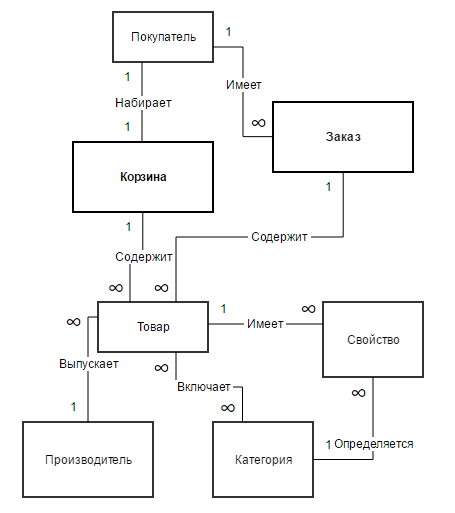 Покупатель
1
1
Имеет
Набирает
1
∞
Заказ
Корзина
1
1
Содержит
Содержит
∞
∞
∞
1
∞
Товар
Имеет
Свойство
Выпускает
∞
Включает
∞
1
∞
1
Определяется
Производитель
Категория